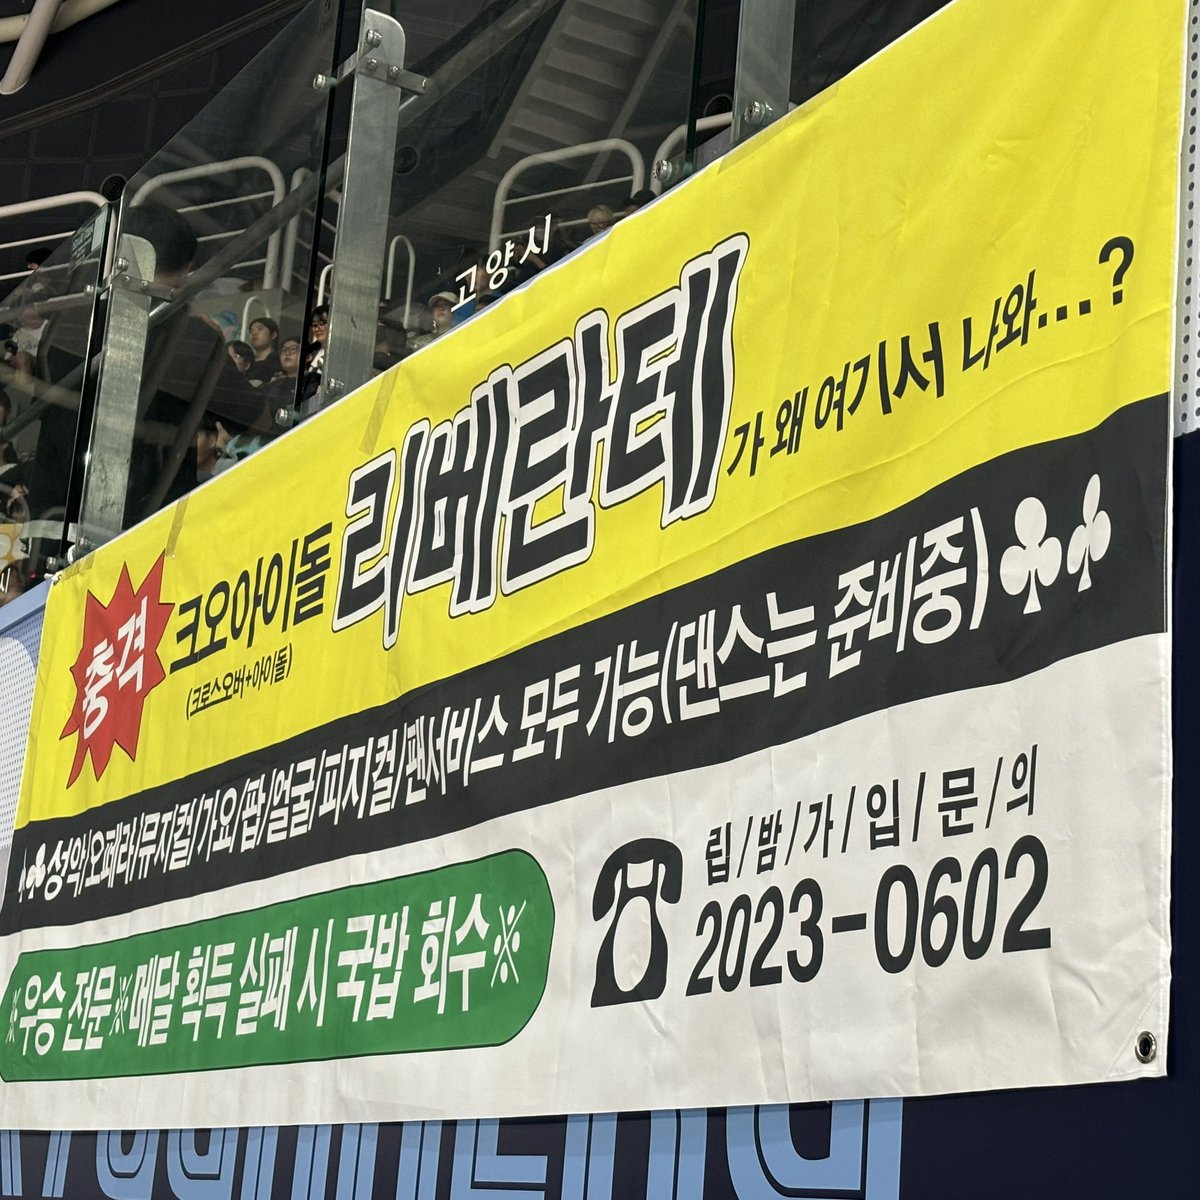 고양시
시
충격
크오아이돌 리베란테가 왜 여기서 나와...?
(크로스오버+아이돌)
♣성악/오페라/뮤지컬/가요/팝/얼굴/피지컬/팬서비스 모두 가능(댄스는 준비중)♣♣
※우승 전문※메달 획득 실패 시 국밥 회수※
립/밤/가/입/문/의
2023-0602